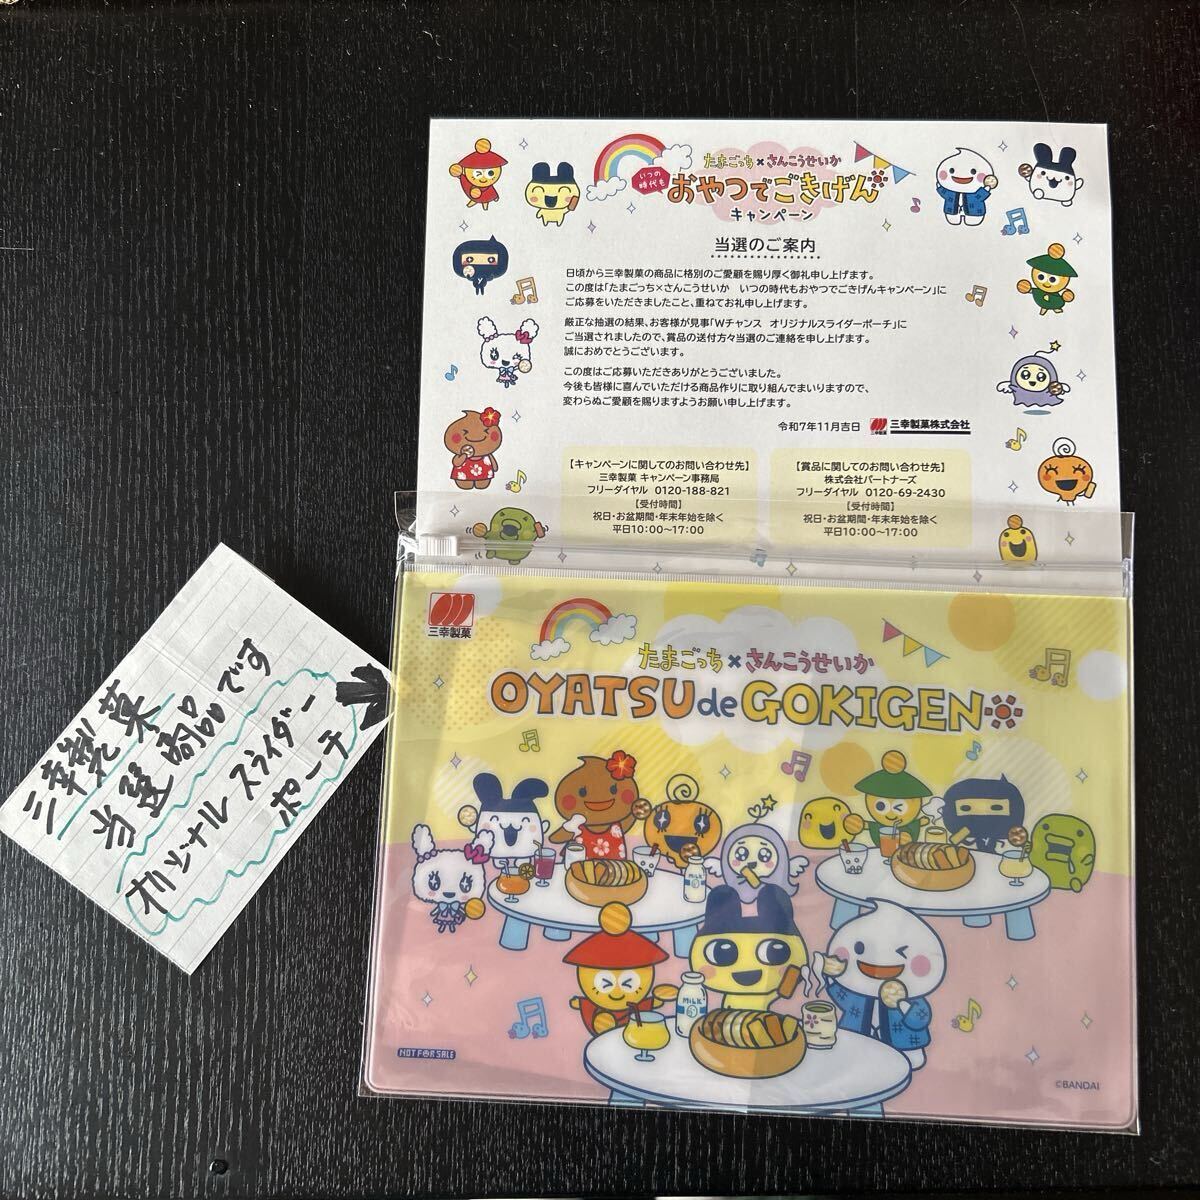 たまごっち×さんこうせいか
いつの時代も
おやつでごきげん
キャンペーン
当選のご案内
日頃から三幸製菓の商品に格別のご愛顧を賜り厚く御礼申し上げます。
この度は「たまごっち×さんこうせいか いつの時代もおやつでごきげんキャンペーン」に
ご応募をいただきましたこと、重ねてお礼申し上げます。
厳正な抽選の結果、お客様が見事「Wチャンス オリジナルスライダーポーチ」に
ご当選されましたので、賞品の送付方々当選のご連絡を申し上げます。
誠におめでとうございます。
この度はご応募いただきありがとうございました。
今後も皆様に喜んでいただける商品作りに取り組んでまいりますので、
変わらぬご愛顧を賜りますようお願い申し上げます。
令和7年11月吉日 三幸製菓 三幸製菓株式会社
【キャンペーンに関してのお問い合わせ先】
三幸製菓 キャンペーン事務局
フリーダイヤル 0120-188-821
【受付時間】
祝日・お盆期間・年末年始を除く
平日10:00～17:00
【賞品に関してのお問い合わせ先】
株式会社パートナーズ
フリーダイヤル 0120-69-2430
【受付時間】
祝日・お盆期間・年末年始を除く
平日10:00～17:00
三幸製菓
たまごっち×さんこうせいか
OYATSU de GOKIGEN
MILK
MILK
NOT FOR SALE
©BANDAI
三幸製菓
当選商品です
オリジナルスライダー
ポーチ